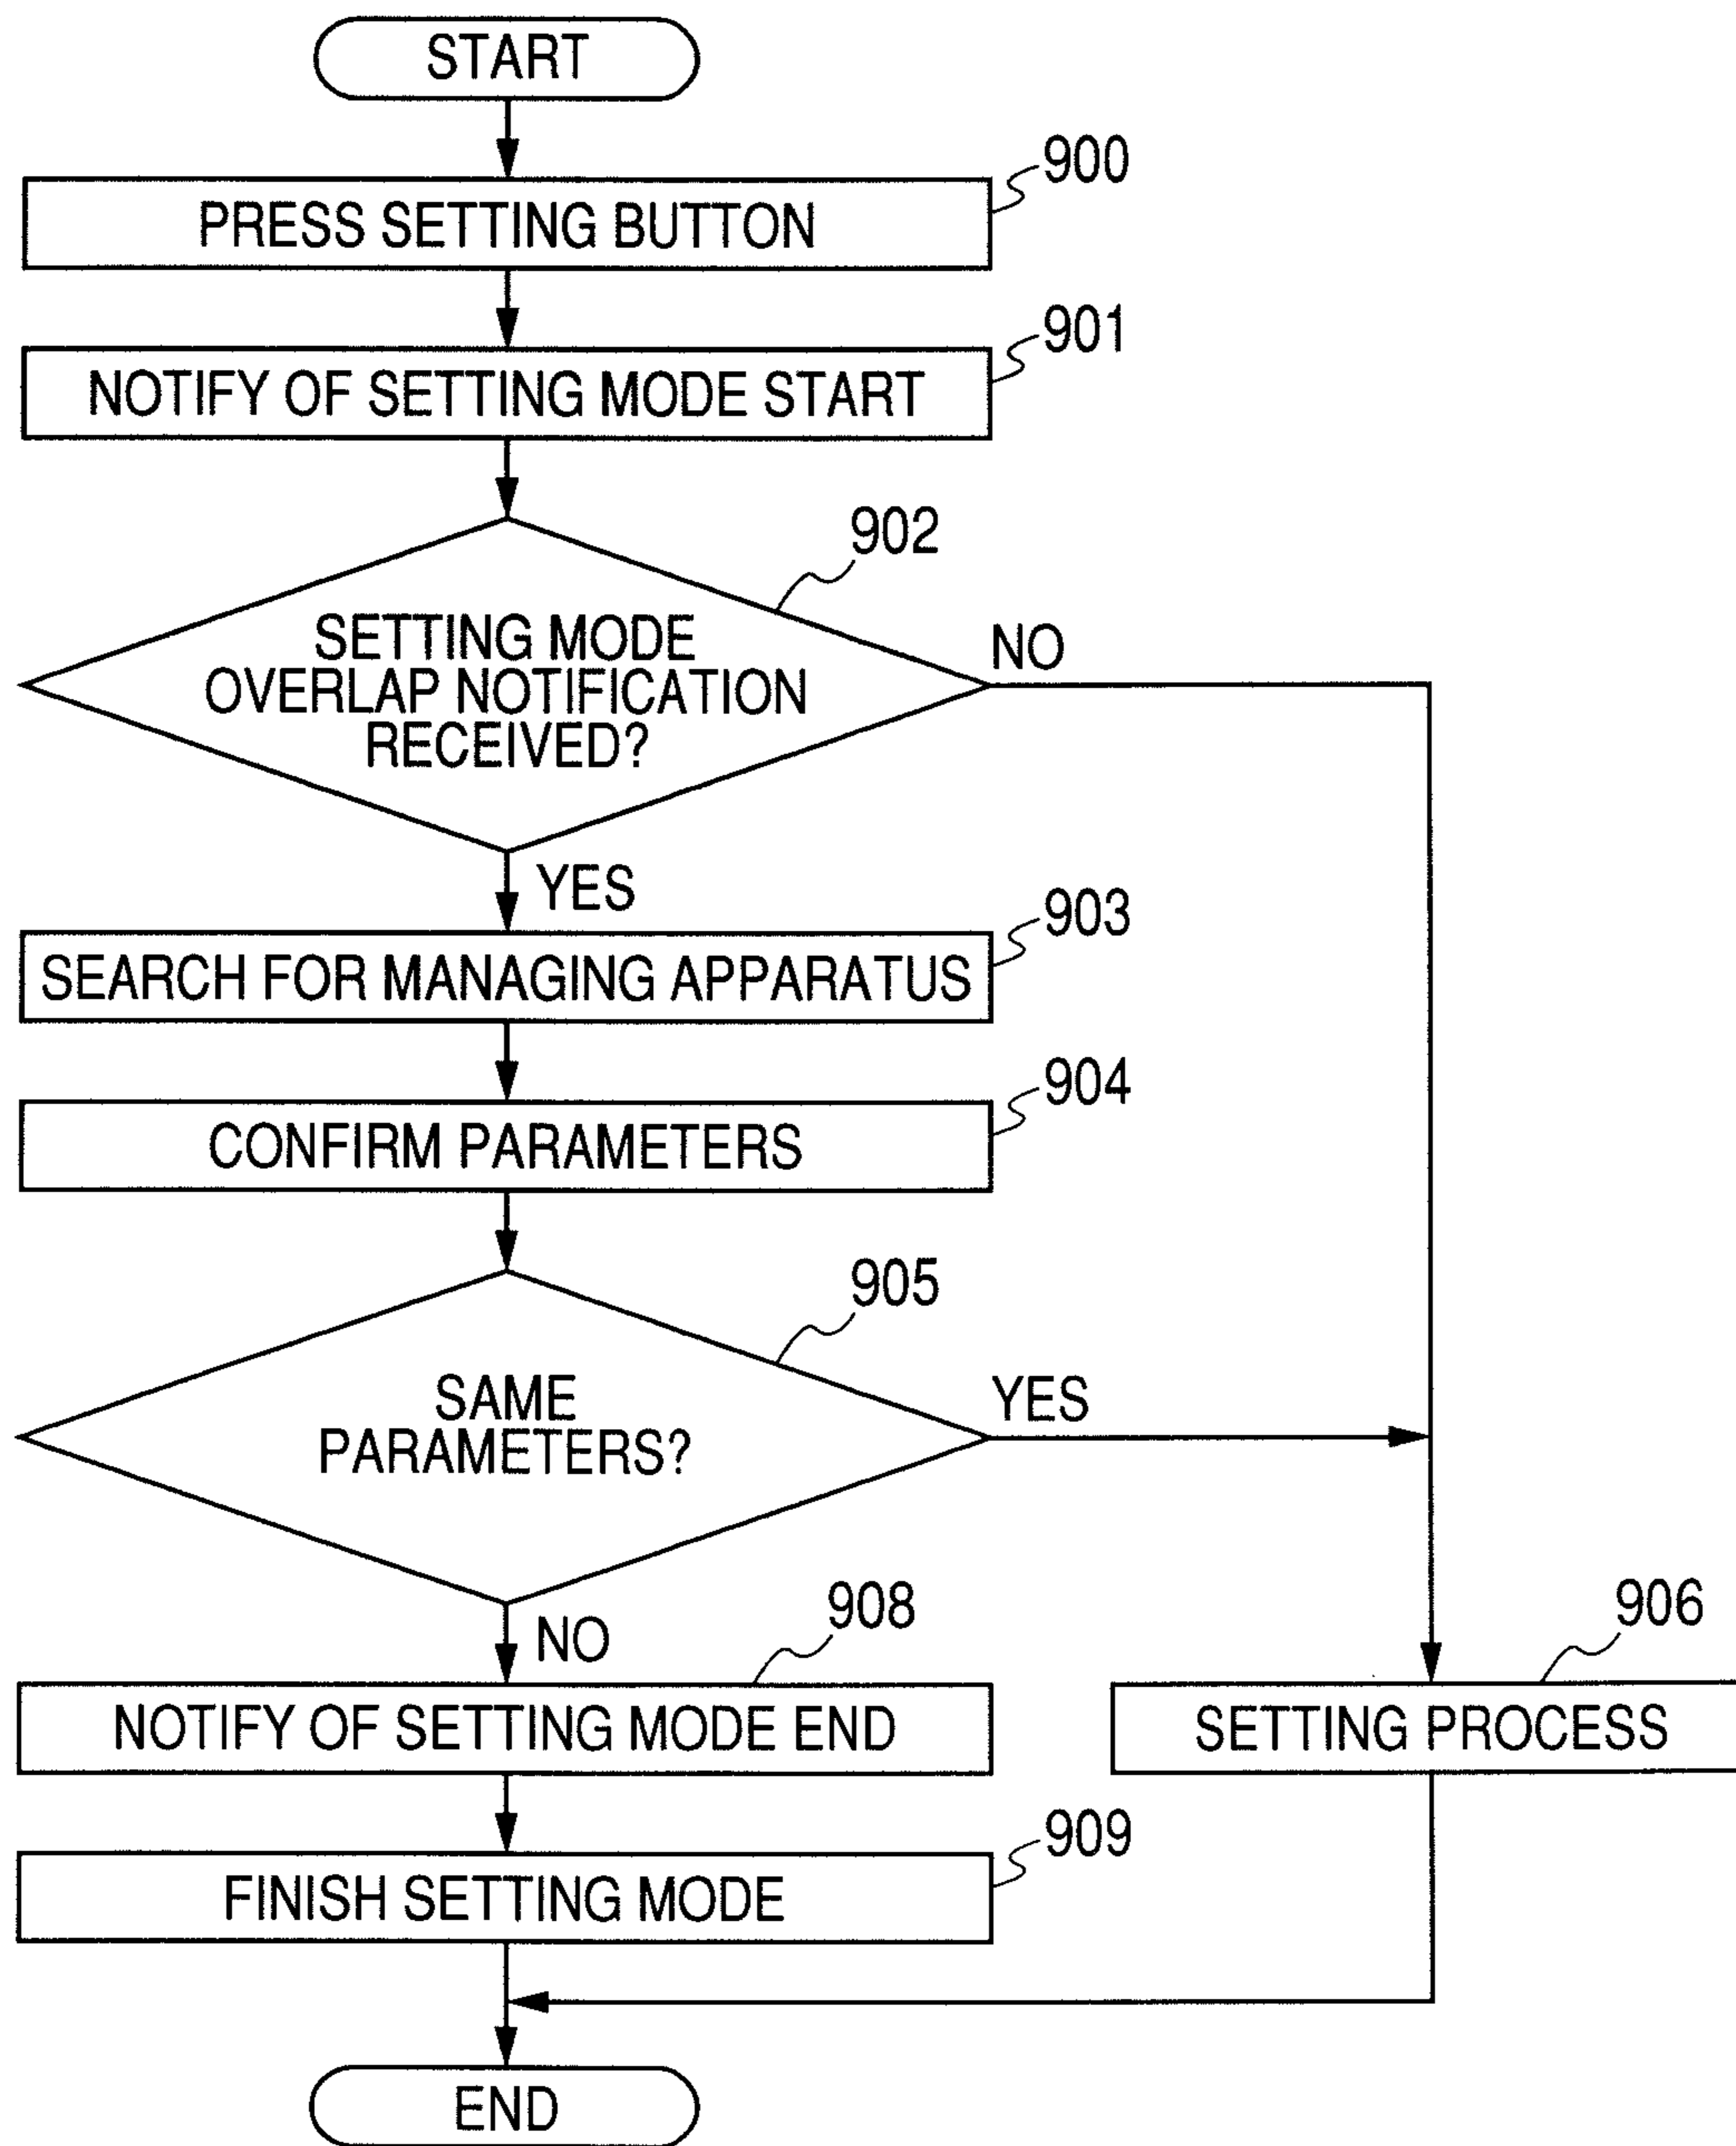 START
900
PRESS SETTING BUTTON
901
NOTIFY OF SETTING MODE START
902
SETTING MODE
OVERLAP NOTIFICATION
RECEIVED?
NO
YES
903
SEARCH FOR MANAGING APPARATUS
904
CONFIRM PARAMETERS
905
SAME
PARAMETERS?
YES
NO
908
906
NOTIFY OF SETTING MODE END
SETTING PROCESS
909
FINISH SETTING MODE
END